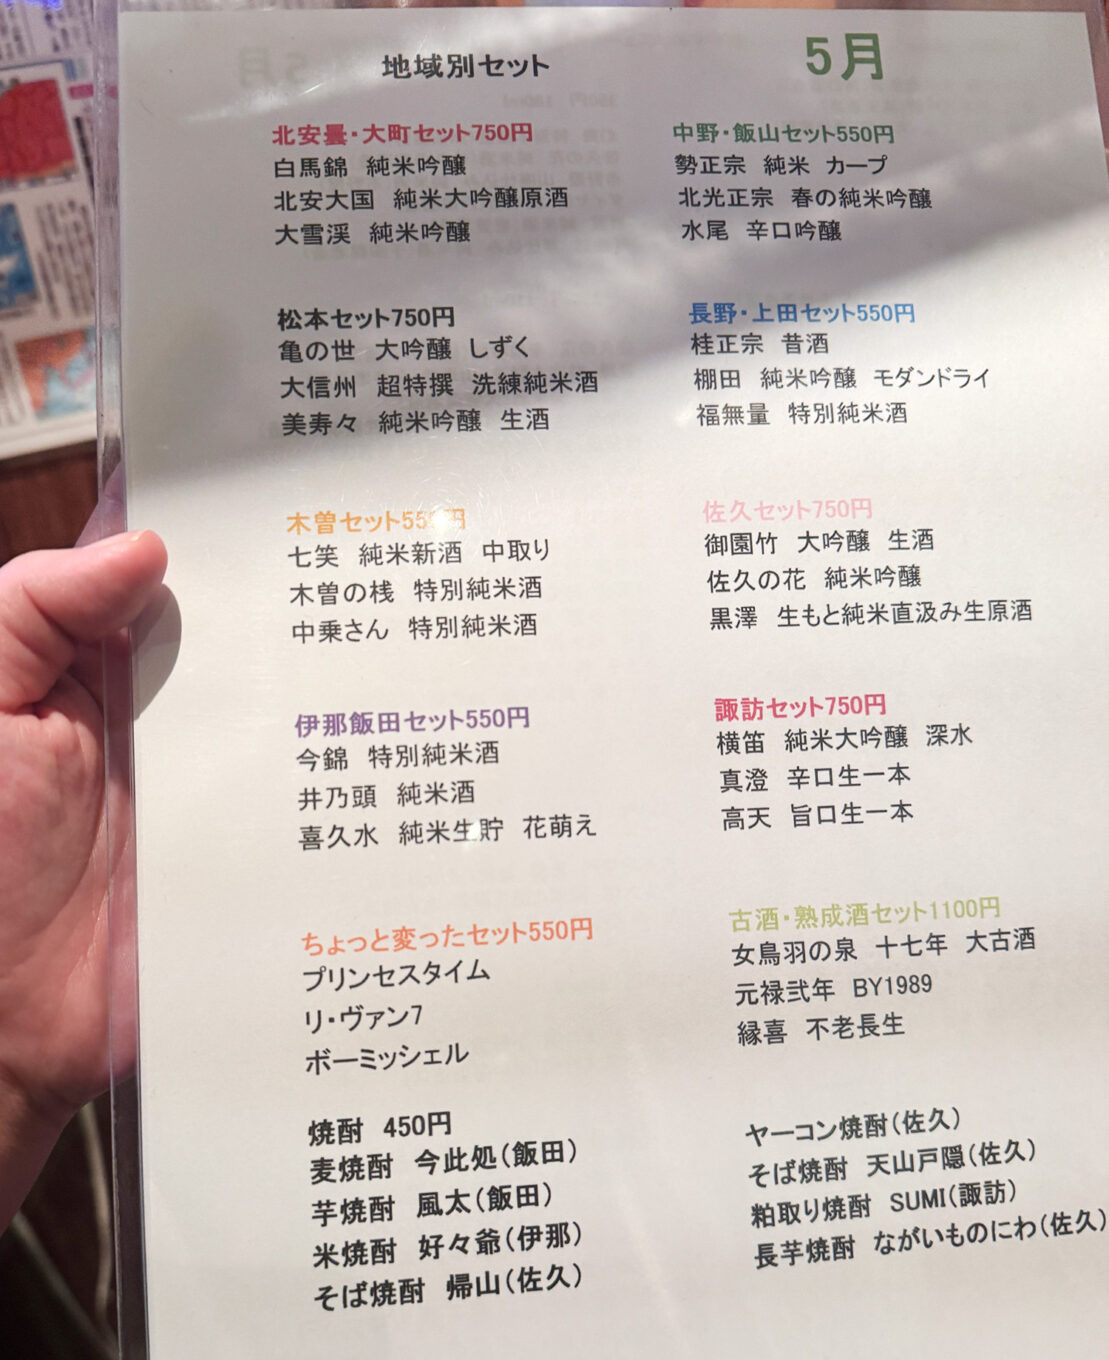 地域別セット
5月
北安曇・大町セット750円
白馬錦 純米吟醸
北安大国 純米大吟醸原酒
大雪渓 純米吟醸
松本セット750円
亀の世 大吟醸 しずく
大信州 超特撰 洗練純米酒
美寿々 純米吟醸 生酒
木曽セット550円
七笑 純米新酒 中取り
木曽の桟 特別純米酒
中乗さん 特別純米酒
伊那飯田セット550円
今錦 特別純米酒
井乃頭 純米酒
喜久水 純米生貯 花萌え
ちょっと変ったセット550円
プリンセスタイム
リ・ヴァン7
ボーミッシェル
焼酎 450円
麦焼酎 今此処(飯田)
芋焼酎 風太(飯田)
米焼酎 好々爺(伊那)
そば焼酎 帰山(佐久)
中野・飯山セット550円
勢正宗 純米 カープ
北光正宗 春の純米吟醸
水尾 辛口吟醸
長野・上田セット550円
桂正宗 昔酒
棚田 純米吟醸 モダンドライ
福無量 特別純米酒
佐久セット750円
御園竹 大吟醸 生酒
佐久の花 純米吟醸
黒澤 生もと純米直汲み生原酒
諏訪セット750円
横笛 純米大吟醸 深水
真澄 辛口生一本
高天 旨口生一本
古酒・熟成酒セット1100円
女鳥羽の泉 十七年 大古酒
元禄弐年 BY1989
縁喜 不老長生
ヤーコン焼酎(佐久)
そば焼酎 天山戸隠(佐久)
粕取り焼酎 SUMI(諏訪)
長芋焼酎 ながいものにわ(佐久)